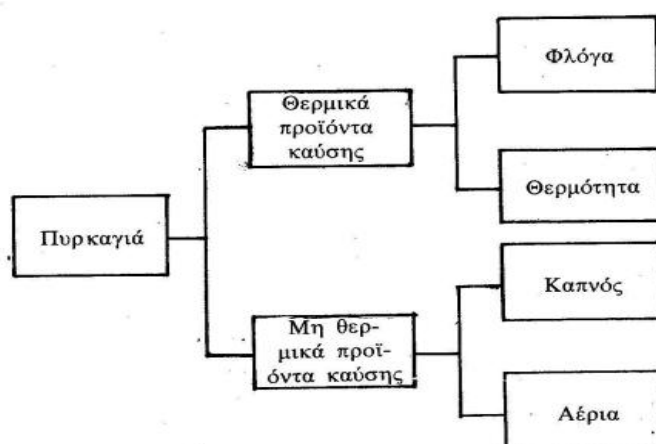 Φλόγα
Θερμικά
προϊόντα
καύσης
Θερμότητα
Πυρκαγιά
Καπνός
Μη θερ-
μικά προϊ-
όντα καύσης
Αέρια